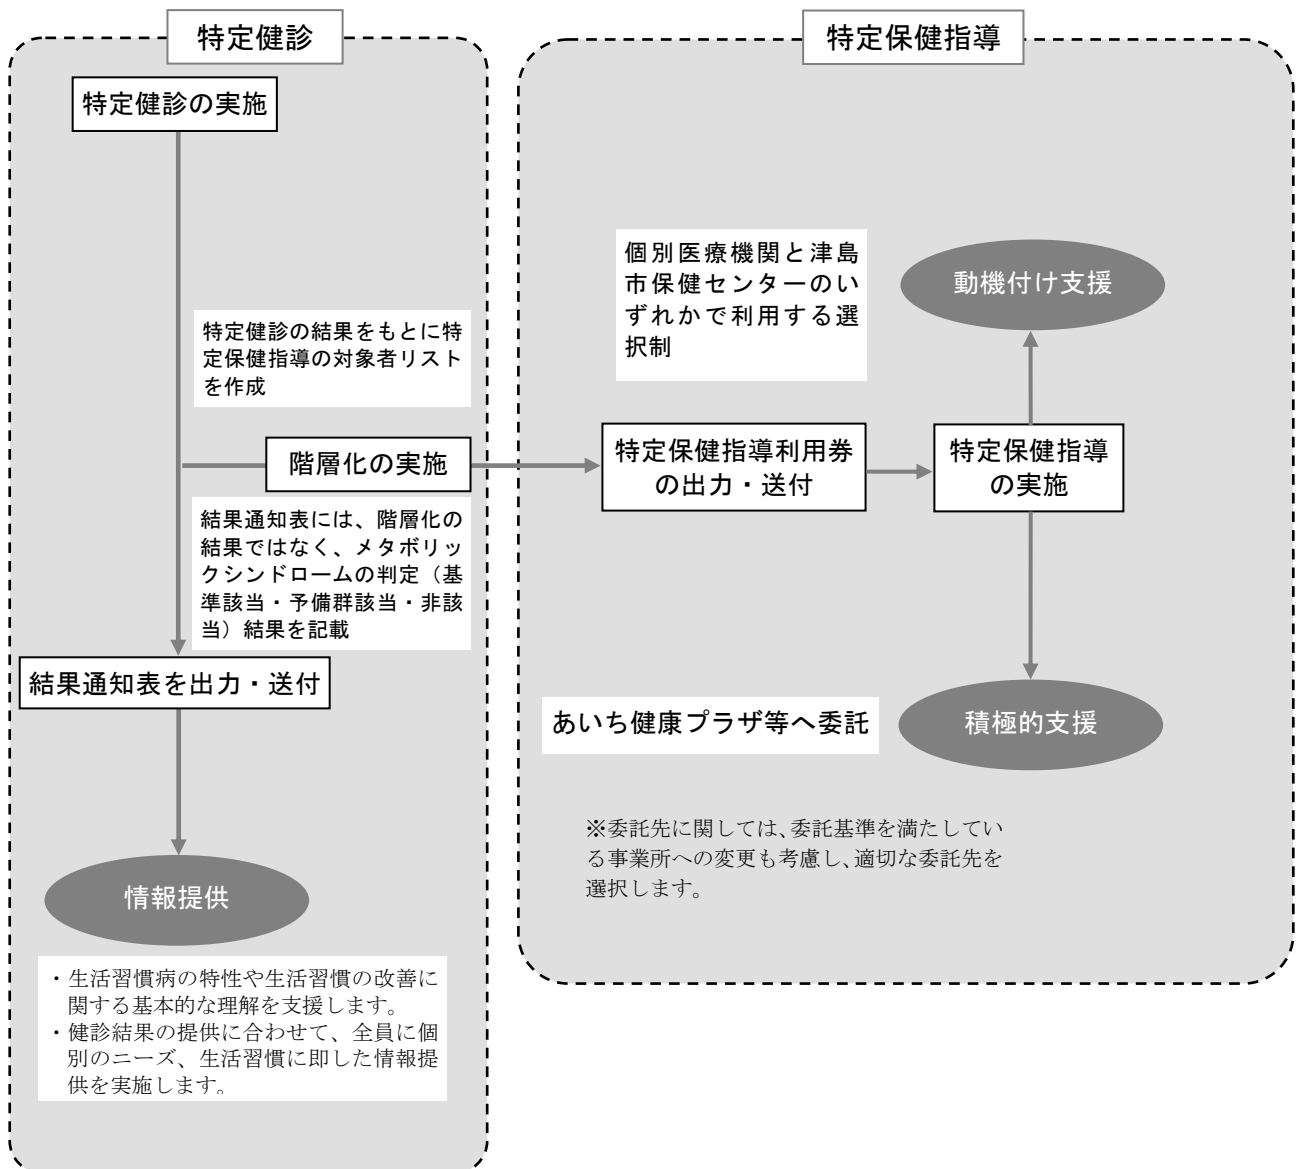 特定健診
特定健診の実施
特定健診の結果をもとに特
定保健指導の対象者リスト
を作成
階層化の実施
結果通知表には、階層化の
結果ではなく、メタボリッ
クシンドロームの判定（基
準該当・予備群該当・非該
当）結果を記載
結果通知表を出力・送付
情報提供
・生活習慣病の特性や生活習慣の改善に
関する基本的な理解を支援します。
・健診結果の提供に合わせて、全員に個
別のニーズ、生活習慣に即した情報提
供を実施します。
特定保健指導
個別医療機関と津島
市保健センターのい
ずれかで利用する選
択制
動機付け支援
特定保健指導利用券
の出力・送付
特定保健指導
の実施
あいち健康プラザ等へ委託
積極的支援
※委託先に関しては、委託基準を満たしてい
る事業所への変更も考慮し、適切な委託先を
選択します。